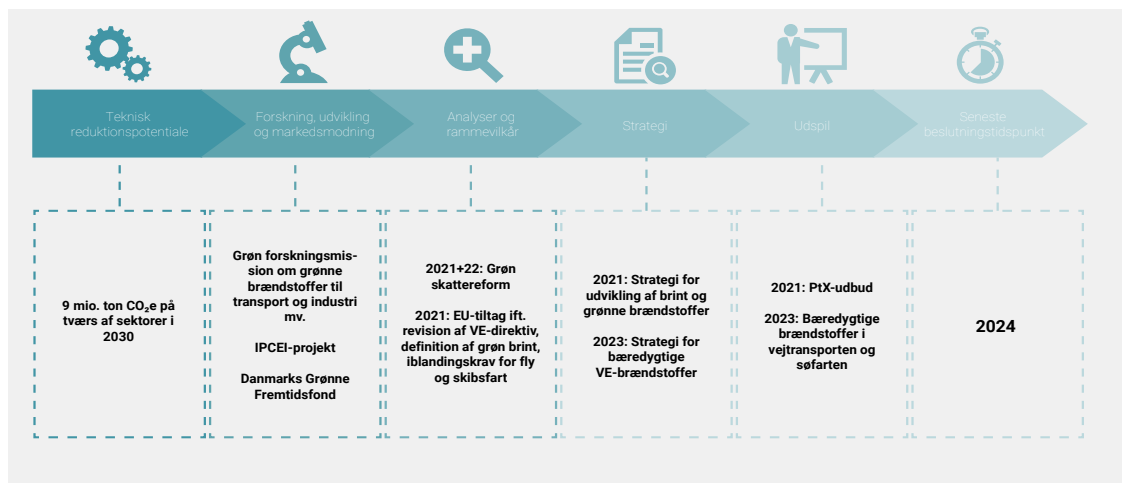 Teknisk
reduktionspotentiale
Forskning, udvikling
og markedsmodning
Analyser og
rammevilkår
Strategi
Udspil
Seneste
beslutningstidspunkt
9 mio. ton CO₂e på
tværs af sektorer i
2030
Grøn forskningsmis-
sion om grønne
brændstoffer til
transport og industri
mv.
IPCEI-projekt
Danmarks Grønne
Fremtidsfond
2021+22: Grøn
skattereform
2021: EU-tiltag ift.
revision af VE-direktiv,
definition af grøn brint,
iblandingskrav for fly
og skibsfart
2021: Strategi for
udvikling af brint og
grønne brændstoffer
2023: Strategi for
bæredygtige
VE-brændstoffer
2021: PtX-udbud
2023: Bæredygtige
brændstoffer i
vejtransporten og
søfarten
2024